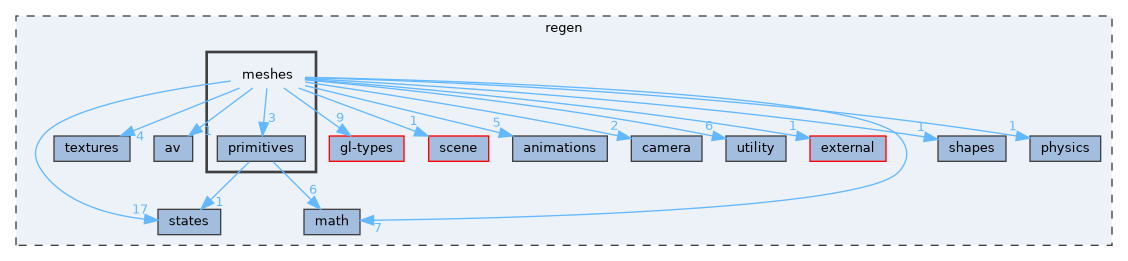 regen
meshes
3
9
1
5
2
6
1
1
1
4
1
textures
av
primitives
gl-types
scene
animations
camera
utility
external
shapes
physics
17
1
6
7
states
math